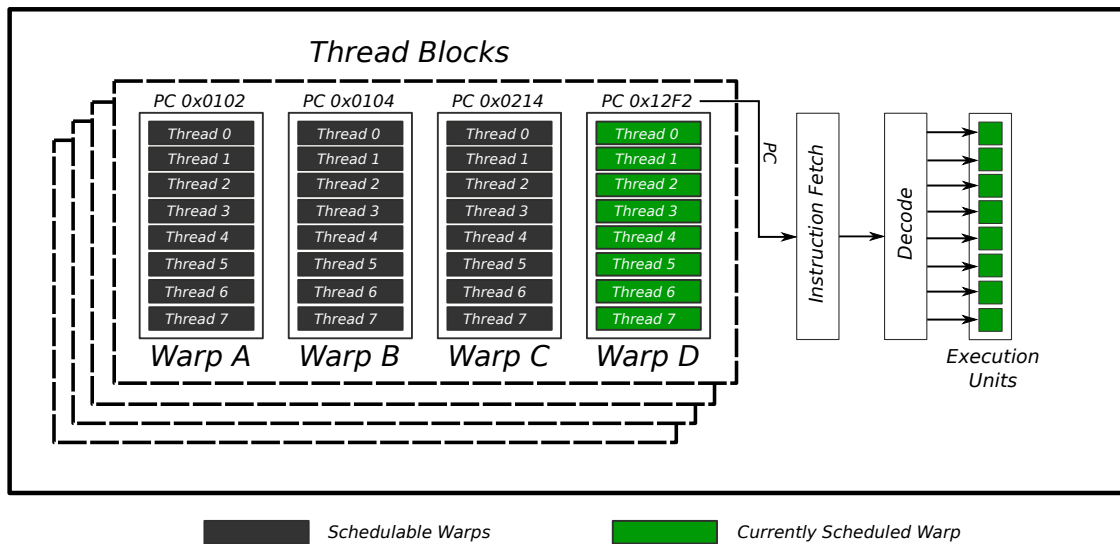 Thread Blocks
PC 0x0102 PC 0x0104 PC 0x0214 PC 0x12F2
Thread 0 Thread 0 Thread 0 Thread 0
Thread 1 Thread 1 Thread 1 Thread 1
Thread 2 Thread 2 Thread 2 Thread 2
Thread 3 Thread 3 Thread 3 Thread 3
Thread 4 Thread 4 Thread 4 Thread 4
Thread 5 Thread 5 Thread 5 Thread 5
Thread 6 Thread 6 Thread 6 Thread 6
Thread 7 Thread 7 Thread 7 Thread 7
Warp A Warp B Warp C Warp D
PC
Instruction Fetch
Decode
Execution
Units
Schedulable Warps
Currently Scheduled Warp